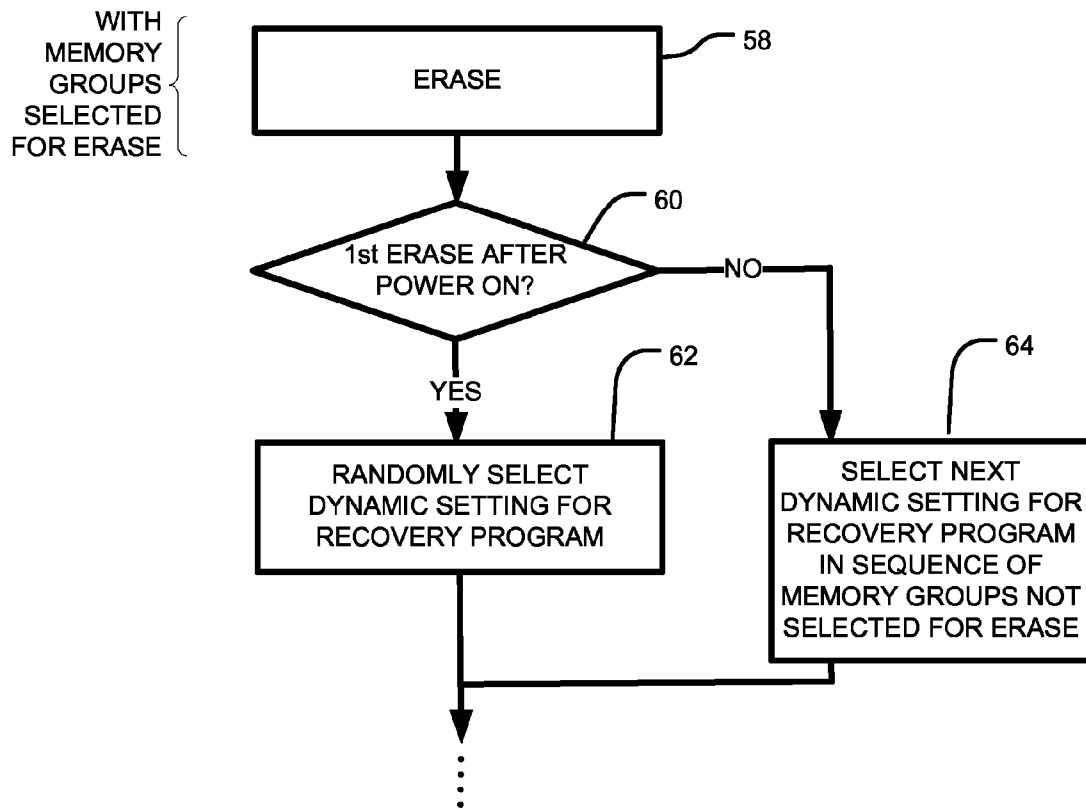 WITH
MEMORY
GROUPS
SELECTED
FOR ERASE
ERASE
58
1st ERASE AFTER
POWER ON?
60
NO
YES
62
RANDOMLY SELECT
DYNAMIC SETTING FOR
RECOVERY PROGRAM
64
SELECT NEXT
DYNAMIC SETTING FOR
RECOVERY PROGRAM
IN SEQUENCE OF
MEMORY GROUPS NOT
SELECTED FOR ERASE